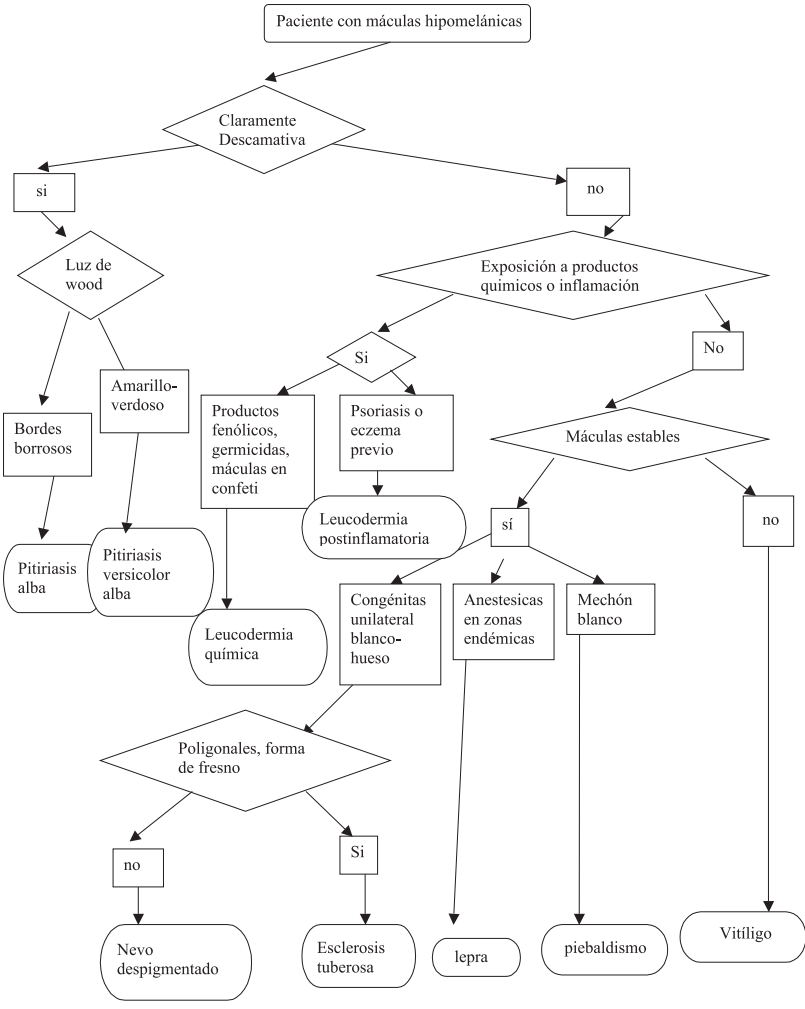 Paciente con máculas hipomelánicas
Claramente
Descamativa
si
no
Luz de
wood
Exposición a productos
quimicos o inflamación
Si
No
Amarillo-
verdoso
Bordes
borrosos
Productos
fenólicos,
germicidas,
máculas en
confeti
Psoriasis o
eczema
previo
Máculas estables
Leucodermia
postinflamatoria
sí
no
Pitiriasis
alba
Pitiriasis
versicolor
alba
Leucodermia
química
Congénitas
unilateral
blanco-
hueso
Anestesicas
en zonas
endémicas
Mechón
blanco
Poligonales, forma
de fresno
no
Si
Nevo
despigmentado
Esclerosis
tuberosa
lepra
piebaldismo
Vitíligo